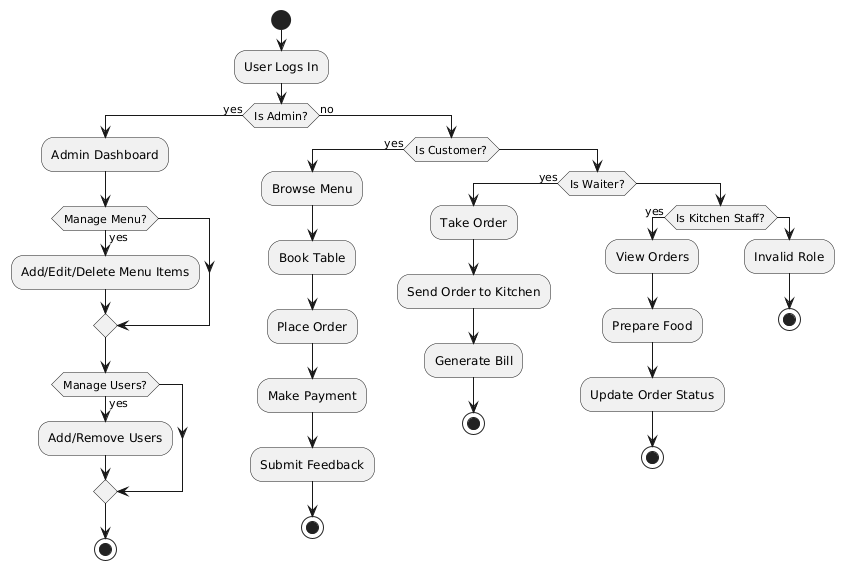 User Logs In
yes
Is Admin?
no
Admin Dashboard
Manage Menu?
yes
Add/Edit/Delete Menu Items
Manage Users?
yes
Add/Remove Users
yes
Is Customer?
Browse Menu
Book Table
Place Order
Make Payment
Submit Feedback
yes
Is Waiter?
Take Order
Send Order to Kitchen
Generate Bill
yes
Is Kitchen Staff?
View Orders
Prepare Food
Update Order Status
Invalid Role